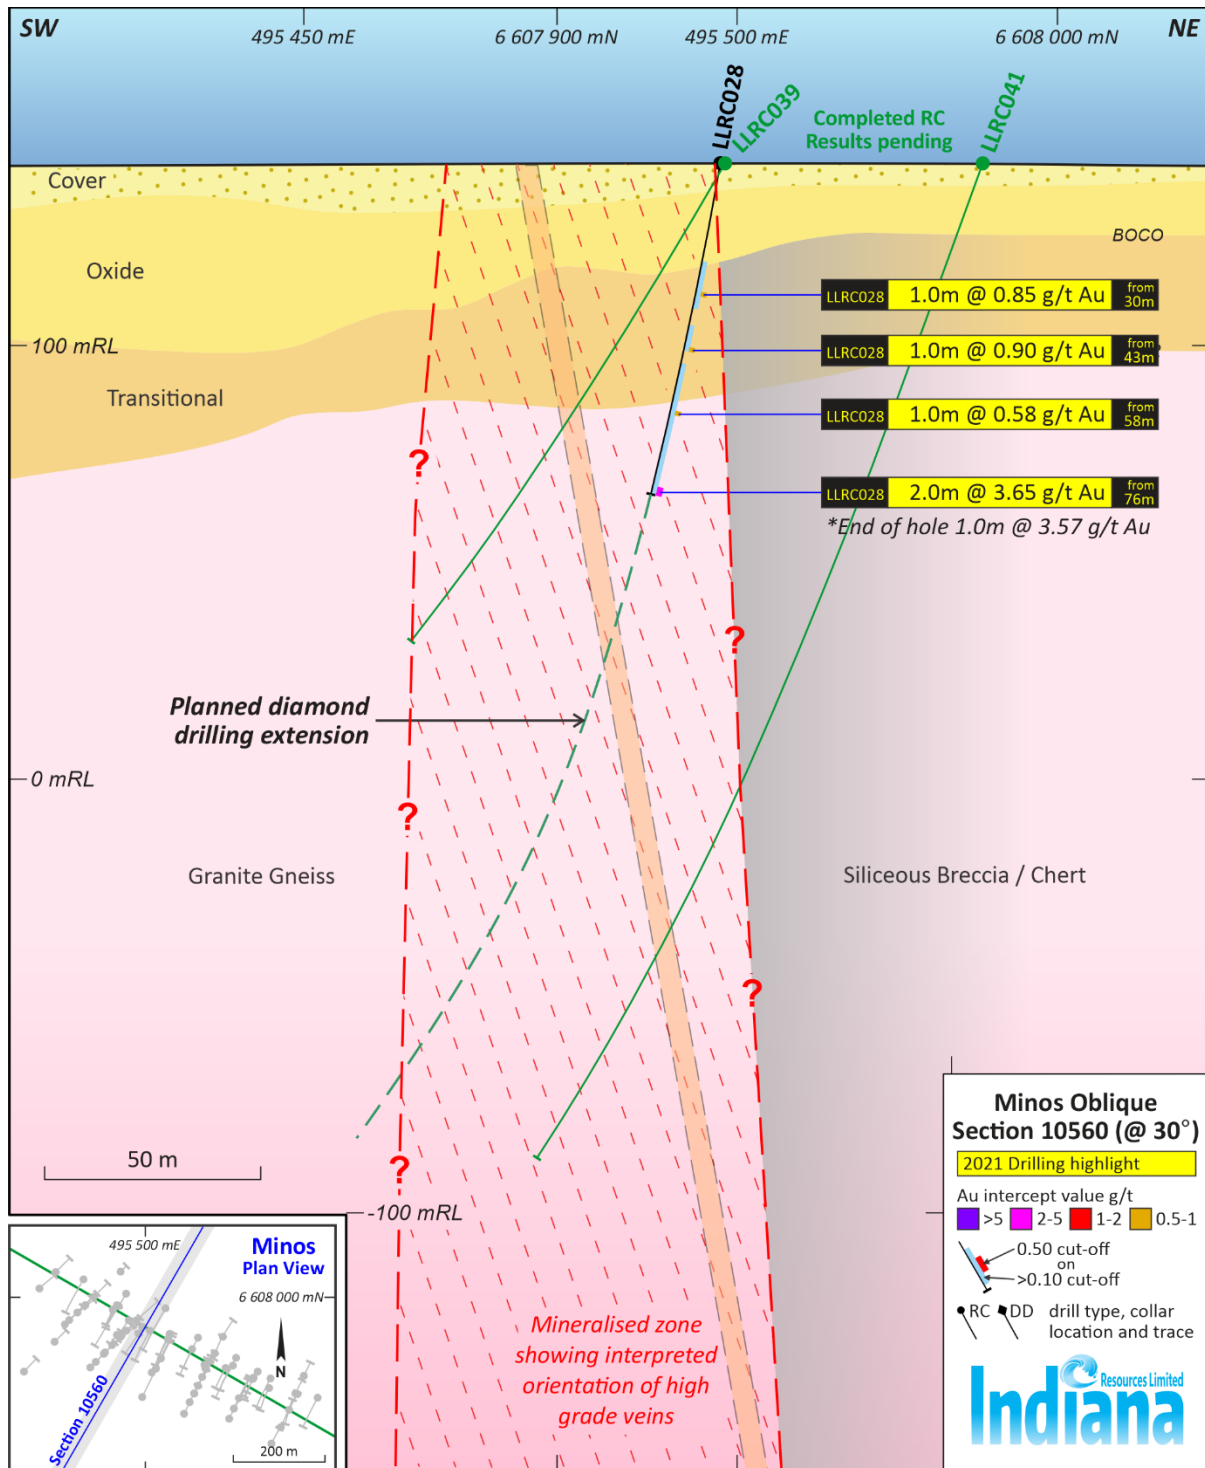 SW
495 450 mE
6 607 900 mN
495 500 mE
6 608 000 mN
NE
LLRC028
LLRC039
Completed RC
Results pending
LLRC041
Cover
BOCO
Oxide
LLRC028 1.0m @ 0.85 g/t Au from 30m
100 mRL
LLRC028 1.0m @ 0.90 g/t Au from 43m
Transitional
LLRC028 1.0m @ 0.58 g/t Au from 58m
?
LLRC028 2.0m @ 3.65 g/t Au from 76m
*End of hole 1.0m @ 3.57 g/t Au
?
Planned diamond
drilling extension
0 mRL
?
Granite Gneiss
Siliceous Breccia / Chert
?
50 m
?
-100 mRL
Mineralised zone
showing interpreted
orientation of high
grade veins
Minos Oblique
Section 10560 (@ 30°)
2021 Drilling highlight
Au intercept value g/t
>5 2-5 1-2 0.5-1
0.50 cut-off
on
>0.10 cut-off
RC DD drill type, collar
location and trace
Indiana
Resources Limited
495 500 mE
Minos
Plan View
6 608 000 mN
N
Section 10560
200 m